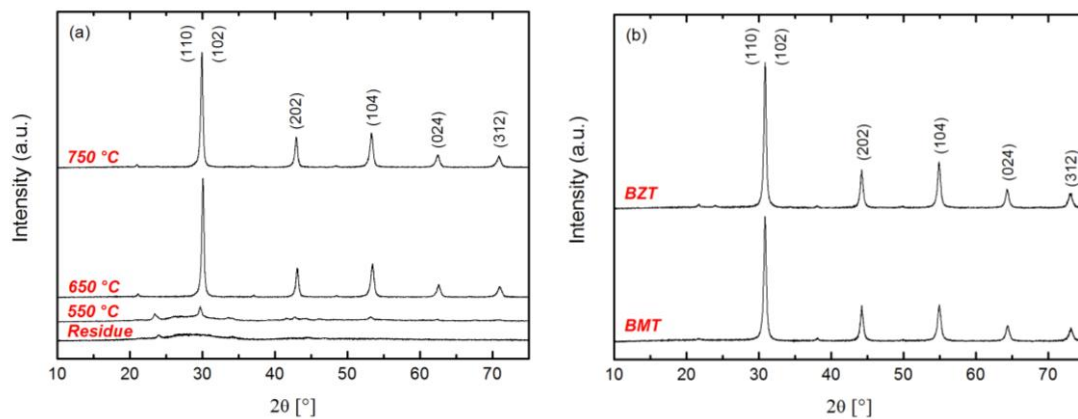 (a)
(110)
(102)
(202)
(104)
(024)
(312)
750 °C
650 °C
550 °C
Residue
Intensity (a.u.)
10 20 30 40 50 60 70
2θ [°]
(b)
(110)
(102)
(202)
(104)
(024)
(312)
BZT
BMT
Intensity (a.u.)
10 20 30 40 50 60 70
2θ [°]